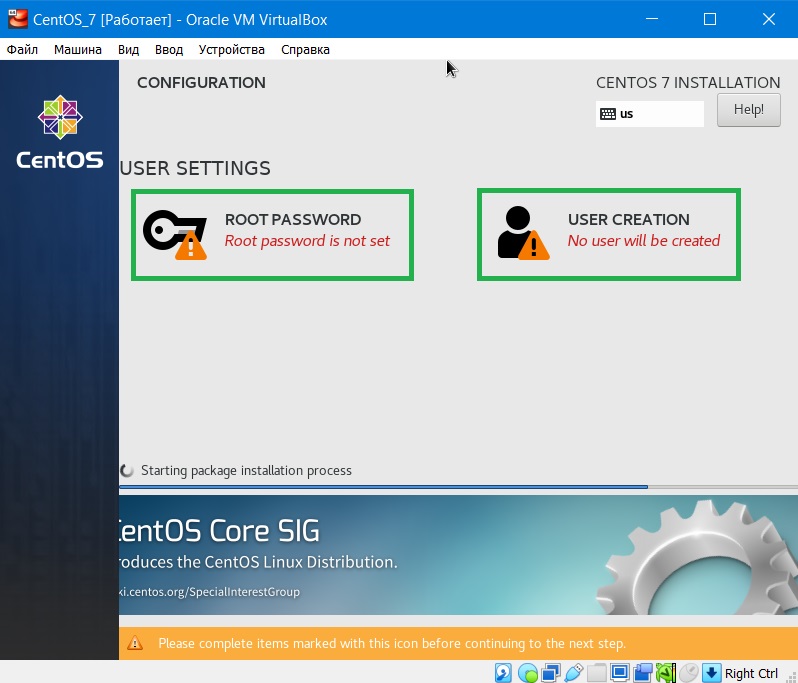 CentOS_7 [Работает] - Oracle VM VirtualBox
Файл Машина Вид Ввод Устройства Справка
CentOS
CONFIGURATION
CENTOS 7 INSTALLATION
us
Help!
USER SETTINGS
ROOT PASSWORD
Root password is not set
USER CREATION
No user will be created
Starting package installation process
CentOS Core SIG
roduces the CentOS Linux Distribution.
ki.centos.org/SpecialInterestGroup
Please complete items marked with this icon before continuing to the next step.
Right Ctrl